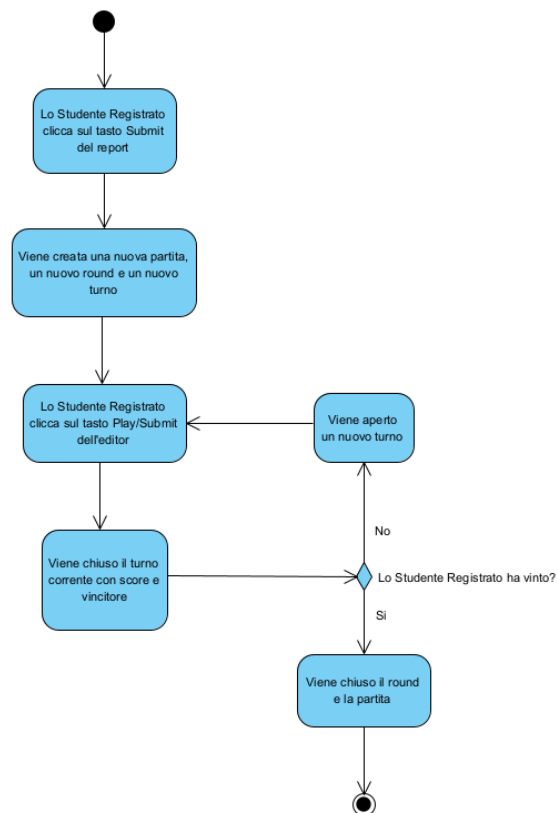 Lo Studente Registrato
clicca sul tasto Submit
del report
Viene creata una nuova partita,
un nuovo round e un nuovo
turno
Lo Studente Registrato
clicca sul tasto Play/Submit
dell'editor
Viene aperto
un nuovo turno
No
Viene chiuso il turno
corrente con score e
vincitore
Lo Studente Registrato ha vinto?
Si
Viene chiuso il round
e la partita